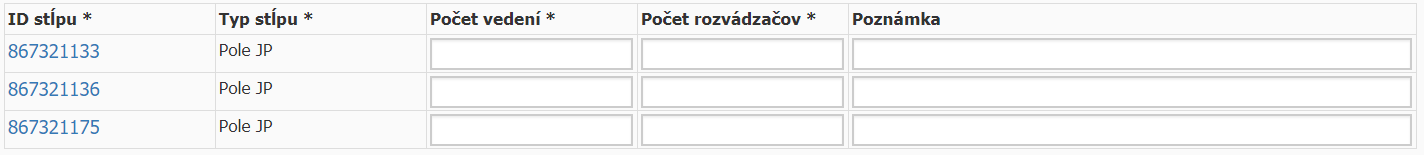 ID stĺpu * Typ stĺpu * Počet vedení * Počet rozvádzačov * Poznámka
867321133 Pole JP
867321136 Pole JP
867321175 Pole JP